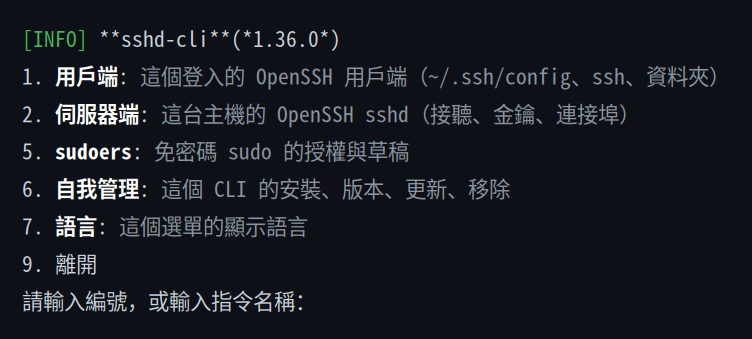 [INFO] **sshd-cli**(*1.36.0*)
1. 用戶端: 這個登入的 OpenSSH 用戶端（~/.ssh/config、ssh、資料夾）
2. 伺服器端: 這台主機的 OpenSSH sshd（接聽、金鑰、連接埠）
5. sudoers: 免密碼 sudo 的授權與草稿
6. 自我管理: 這個 CLI 的安裝、版本、更新、移除
7. 語言: 這個選單的顯示語言
9. 離開
請輸入編號，或輸入指令名稱: